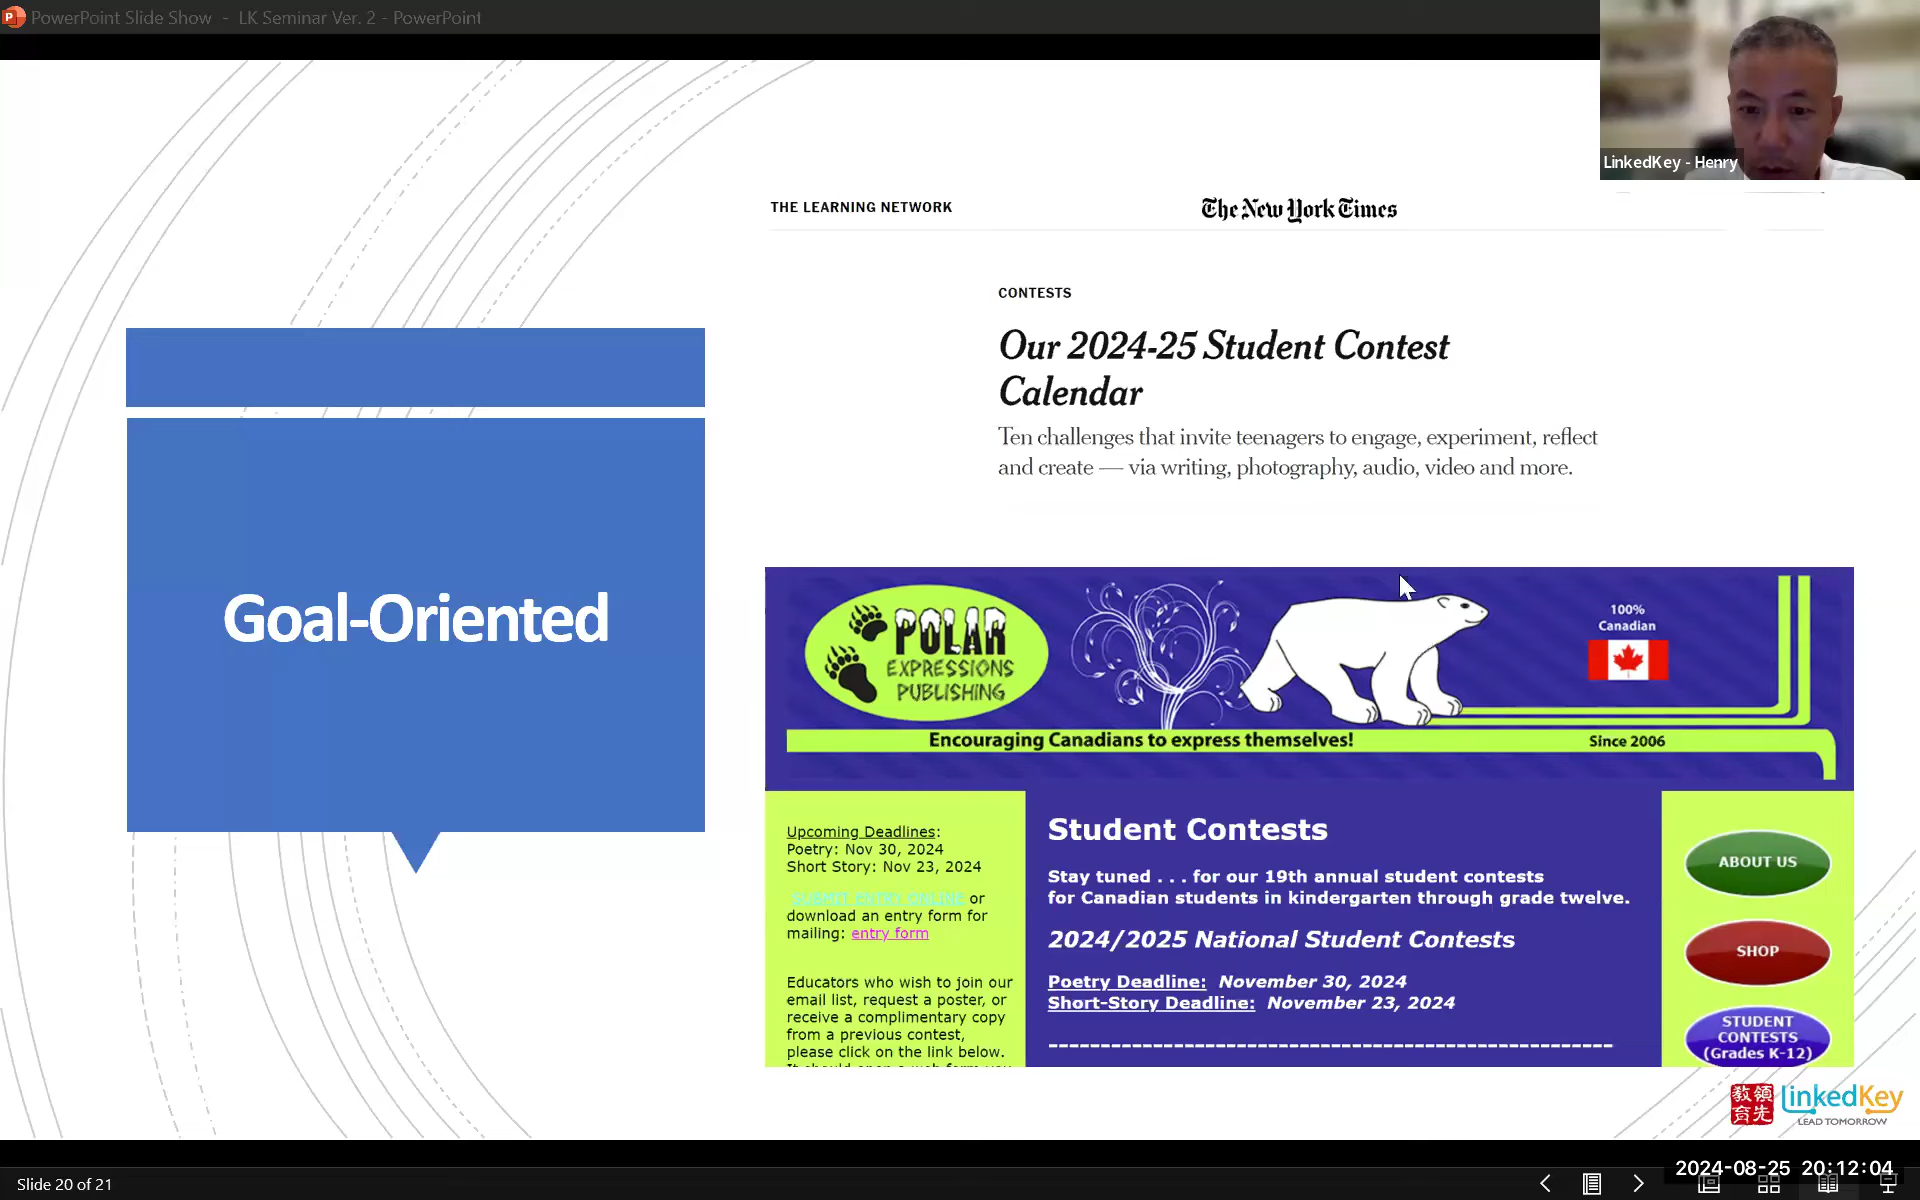 PowerPoint Slide Show - LK Seminar Ver. 2 - PowerPoint
LinkedKey - Henry
THE LEARNING NETWORK
The New York Times
CONTESTS
Our 2024-25 Student Contest
Calendar
Ten challenges that invite teenagers to engage, experiment, reflect
and create — via writing, photography, audio, video and more.
Goal-Oriented
POLAR
EXPRESSIONS
PUBLISHING
100%
Canadian
Encouraging Canadians to express themselves!
Since 2006
Upcoming Deadlines:
Poetry: Nov 30, 2024
Short Story: Nov 23, 2024
SUBMIT ENTRY ONLINE or
download an entry form for
mailing: entry form
Educators who wish to join our
email list, request a poster, or
receive a complimentary copy
from a previous contest,
please click on the link below.
Student Contests
Stay tuned . . . for our 19th annual student contests
for Canadian students in kindergarten through grade twelve.
2024/2025 National Student Contests
Poetry Deadline: November 30, 2024
Short-Story Deadline: November 23, 2024
ABOUT US
SHOP
STUDENT
CONTESTS
(Grades K-12)
領先教育
LinkedKey
LEAD TOMORROW
Slide 20 of 21
2024-08-25 20:12:04